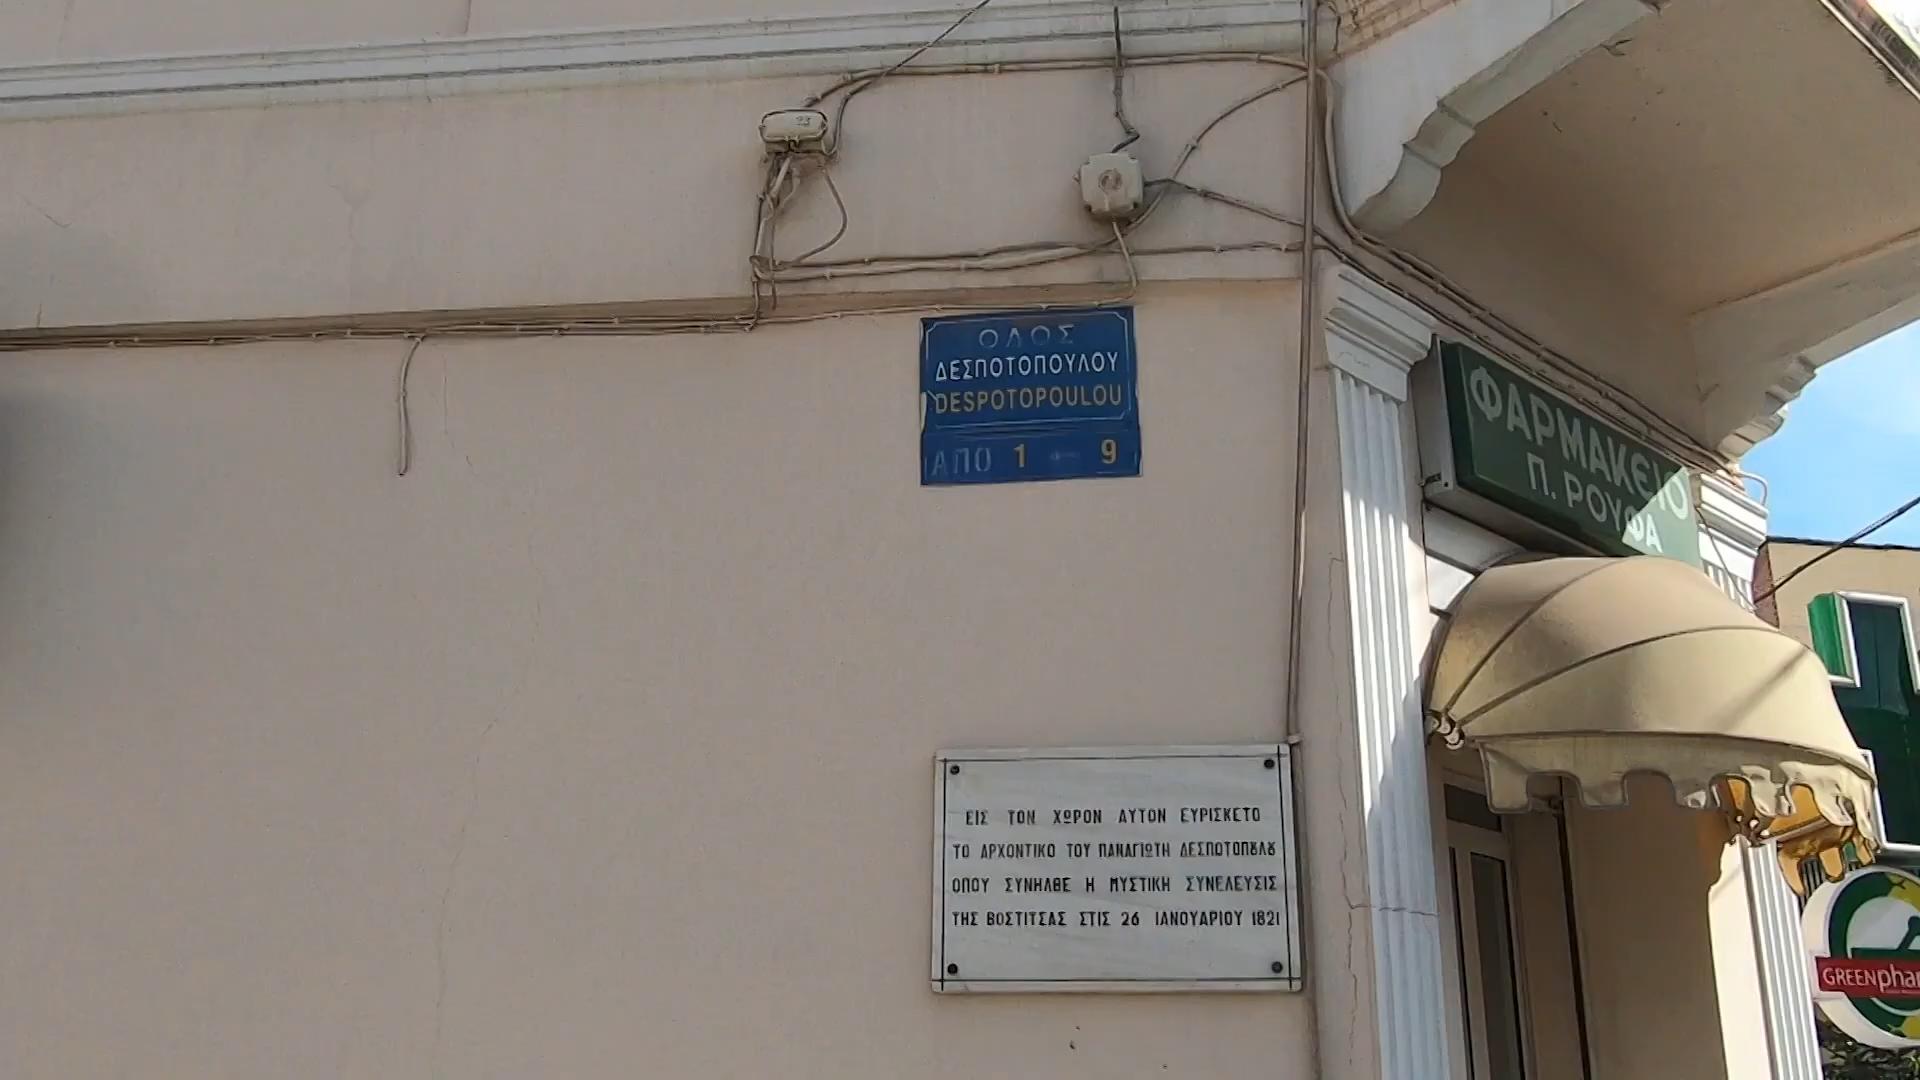 ΟΔΟΣ
ΔΕΣΠΟΤΟΠΟΥΛΟΥ
DESPOTOPOULOU
ΑΠΟ 1 9
ΦΑΡΜΑΚΕΙΟ
Π. ΡΟΥΦΑ
ΕΙΣ ΤΟΝ ΧΩΡΟΝ ΑΥΤΟΝ ΕΥΡΙΣΚΕΤΟ
ΤΟ ΑΡΧΟΝΤΙΚΟ ΤΟΥ ΠΑΝΑΓΙΩΤΗ ΔΕΣΠΟΤΟΠȢΛȢ
ΟΠΟΥ ΣΥΝΗΛΘΕ Η ΜΥΣΤΙΚΗ ΣΥΝΕΛΕΥΣΙΣ
ΤΗΣ ΒΟΣΤΙΤΣΑΣ ΣΤΙΣ 26 ΙΑΝΟΥΑΡΙΟΥ 1821
GREENphar